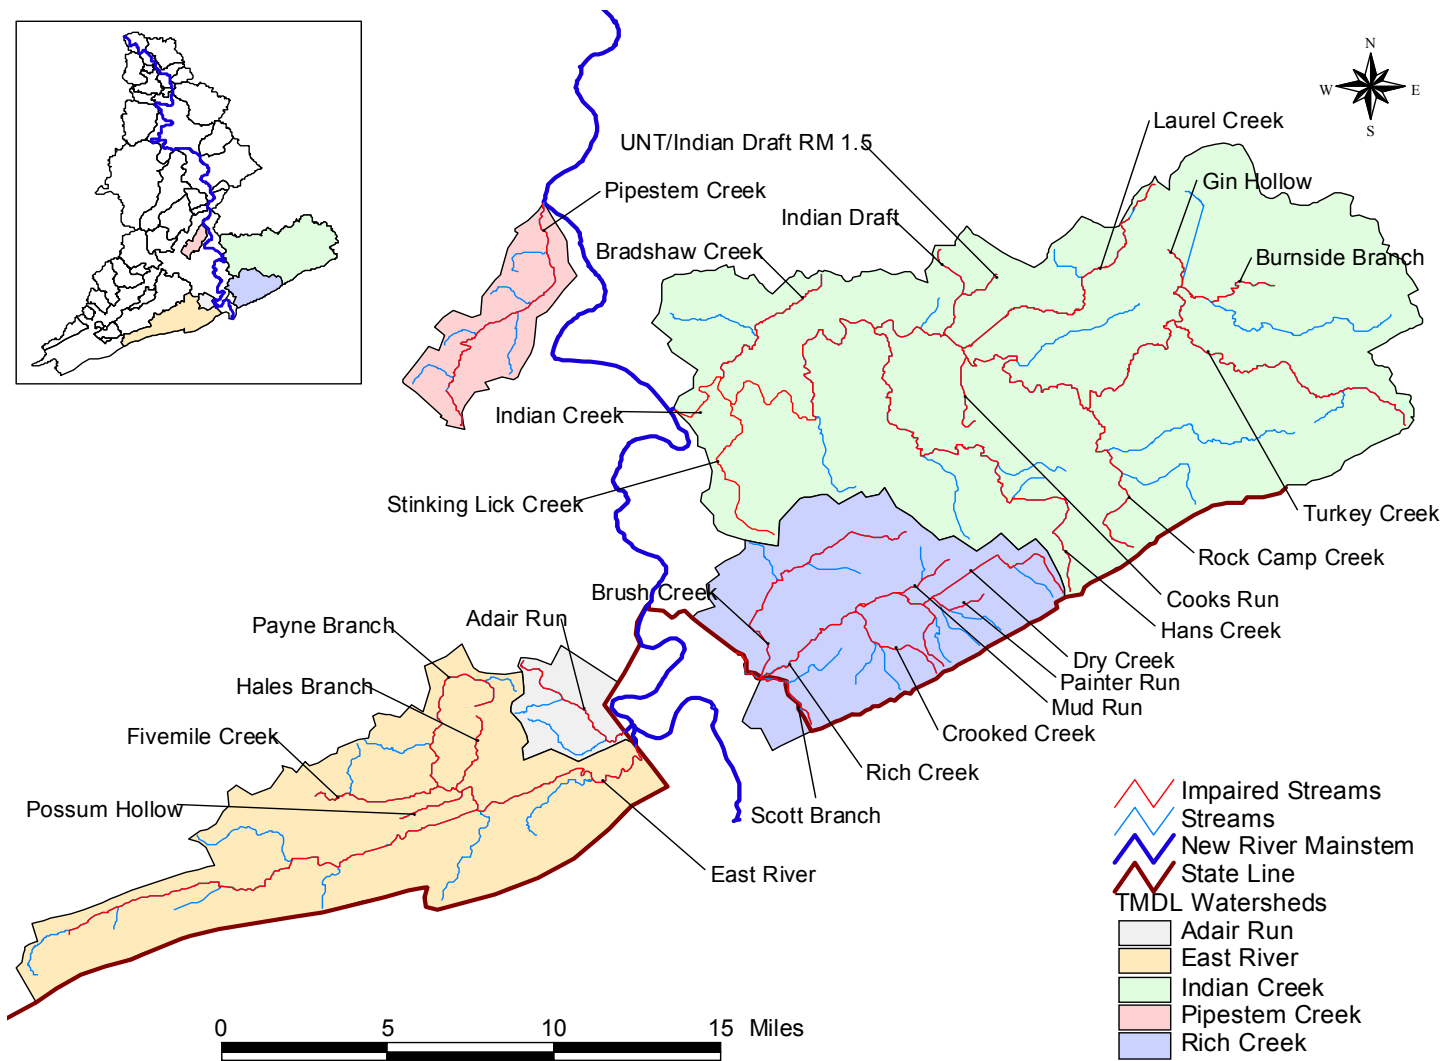 N
W E
S
Laurel Creek
UNT/Indian Draft RM 1.5
Gin Hollow
Pipestem Creek
Indian Draft
Bradshaw Creek
Burnside Branch
Indian Creek
Stinking Lick Creek
Turkey Creek
Rock Camp Creek
Brush Creek
Cooks Run
Adair Run
Payne Branch
Hans Creek
Dry Creek
Painter Run
Hales Branch
Mud Run
Fivemile Creek
Crooked Creek
Rich Creek
Possum Hollow
Scott Branch
East River
Impaired Streams
Streams
New River Mainstem
State Line
TMDL Watersheds
Adair Run
East River
Indian Creek
Pipestem Creek
Rich Creek
0 5 10 15 Miles